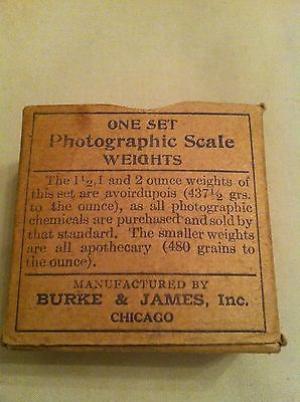 ONE SET
Photographic Scale
WEIGHTS
The 1½, 1 and 2 ounce weights of
this set are avoirdupois (437½ grs.
to the ounce), as all photographic
chemicals are purchased and sold by
that standard. The smaller weights
are all apothecary (480 grains to
the ounce).
MANUFACTURED BY
BURKE & JAMES, Inc.
CHICAGO